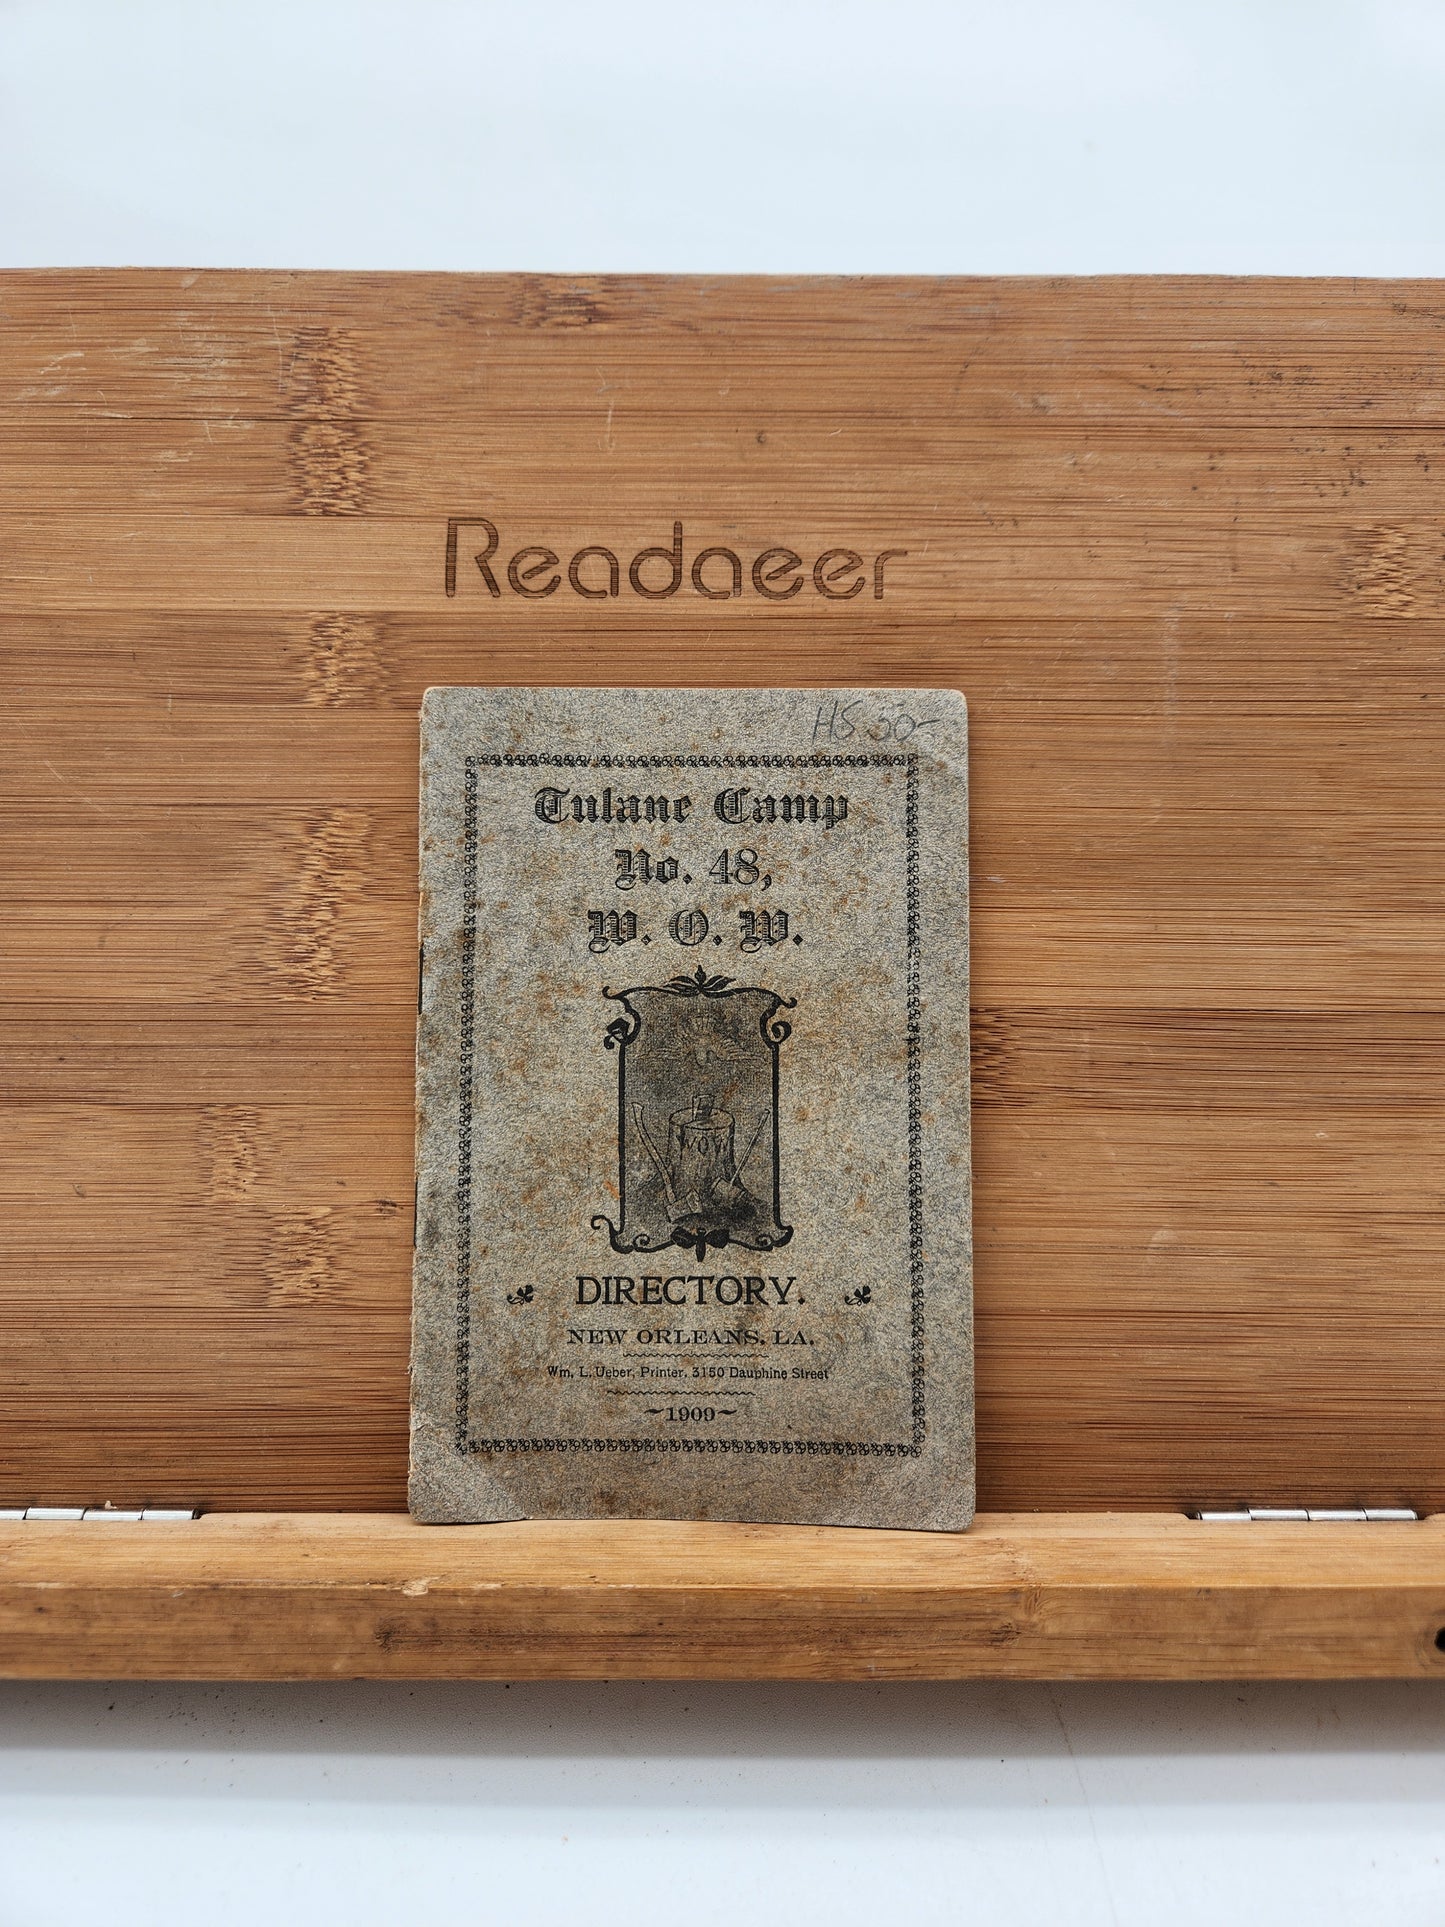 Readaeer
HS 50-
Tulane Camp
No. 48,
W. O. W.
WOW
DIRECTORY.
NEW ORLEANS, LA.
Wm. L. Ueber, Printer, 3150 Dauphine Street
~1909~